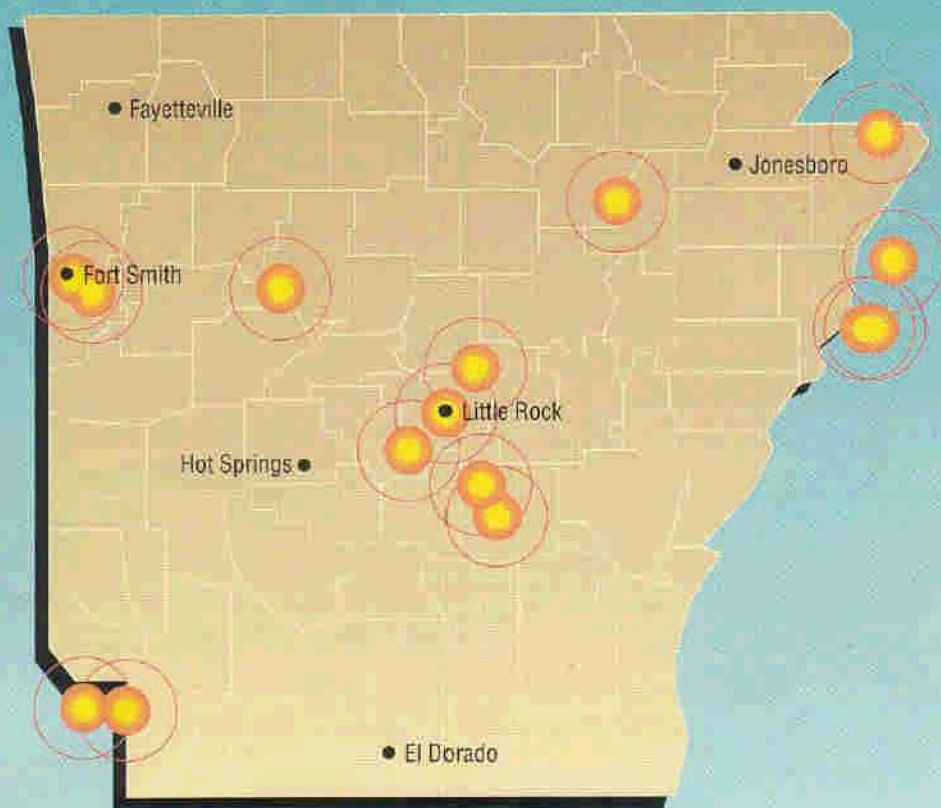 Fayetteville
Jonesboro
Fort Smith
Little Rock
Hot Springs
El Dorado